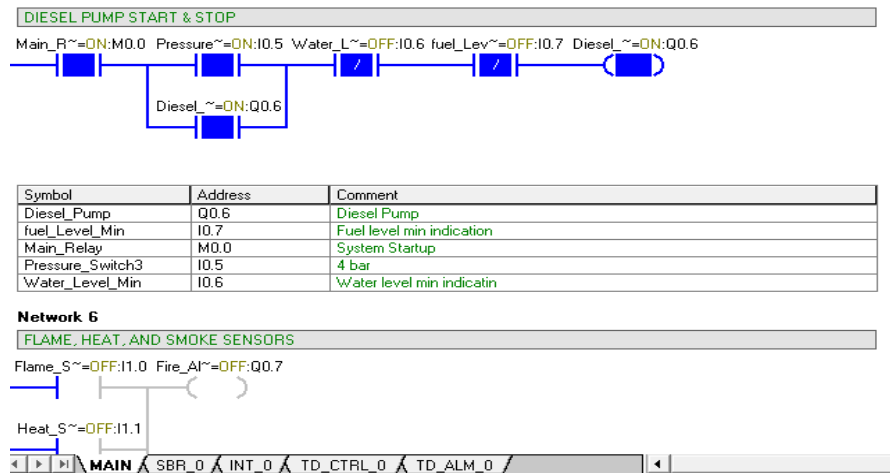 DIESEL PUMP START & STOP
Main_R~=ON:M0.0 Pressure~=ON:I0.5 Water_L~=OFF:I0.6 fuel_Lev~=OFF:I0.7 Diesel_~=ON:Q0.6
/ /
Diesel_~=ON:Q0.6
Symbol Address Comment
Diesel_Pump Q0.6 Diesel Pump
fuel_Level_Min I0.7 Fuel level min indication
Main_Relay M0.0 System Startup
Pressure_Switch3 I0.5 4 bar
Water_Level_Min I0.6 Water level min indicatin
Network 6
FLAME, HEAT, AND SMOKE SENSORS
Flame_S~=OFF:I1.0 Fire_Al~=OFF:Q0.7
Heat_S~=OFF:I1.1
MAIN SBR_0 INT_0 TD_CTRL_0 TD_ALM_0